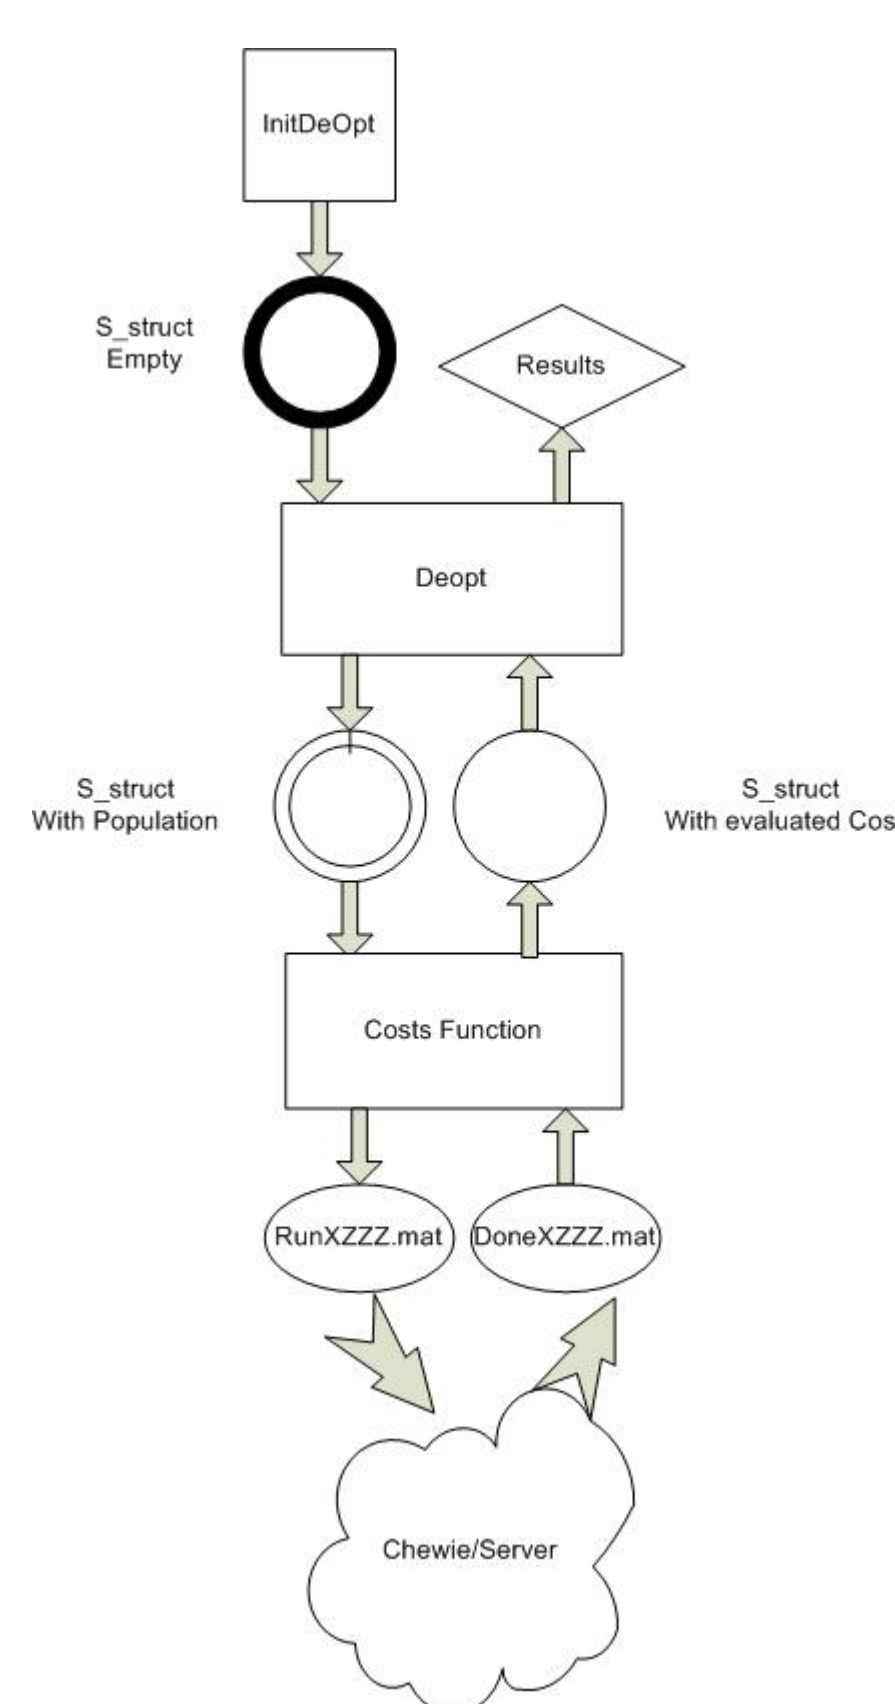 InitDeOpt
S_struct
Empty
Results
Deopt
S_struct
With Population
S_struct
With evaluated Cos
Costs Function
RunXZZZ.mat
DoneXZZZ.mat
Chewie/Server